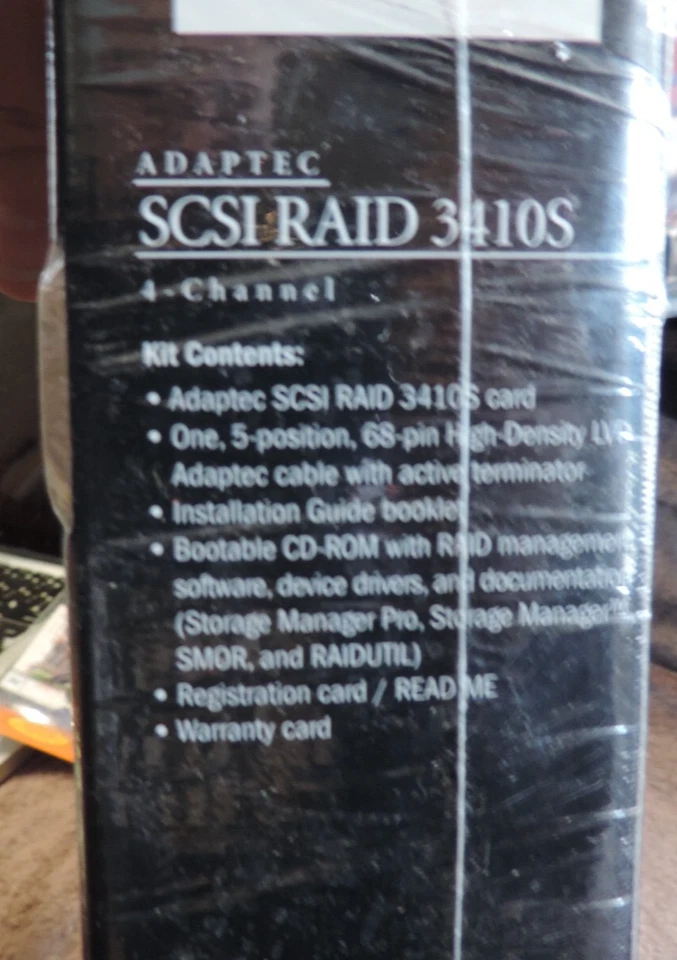 ADAPTEC
SCSI RAID 3410S
4-Channel
Kit Contents:
• Adaptec SCSI RAID 3410S card
• One, 5-position, 68-pin High-Density LVD
Adaptec cable with active terminator
• Installation Guide booklet
• Bootable CD-ROM with RAID management
software, device drivers, and documentation
(Storage Manager Pro, Storage Manager™
SMOR, and RAIDUTIL)
• Registration card / READ ME
• Warranty card